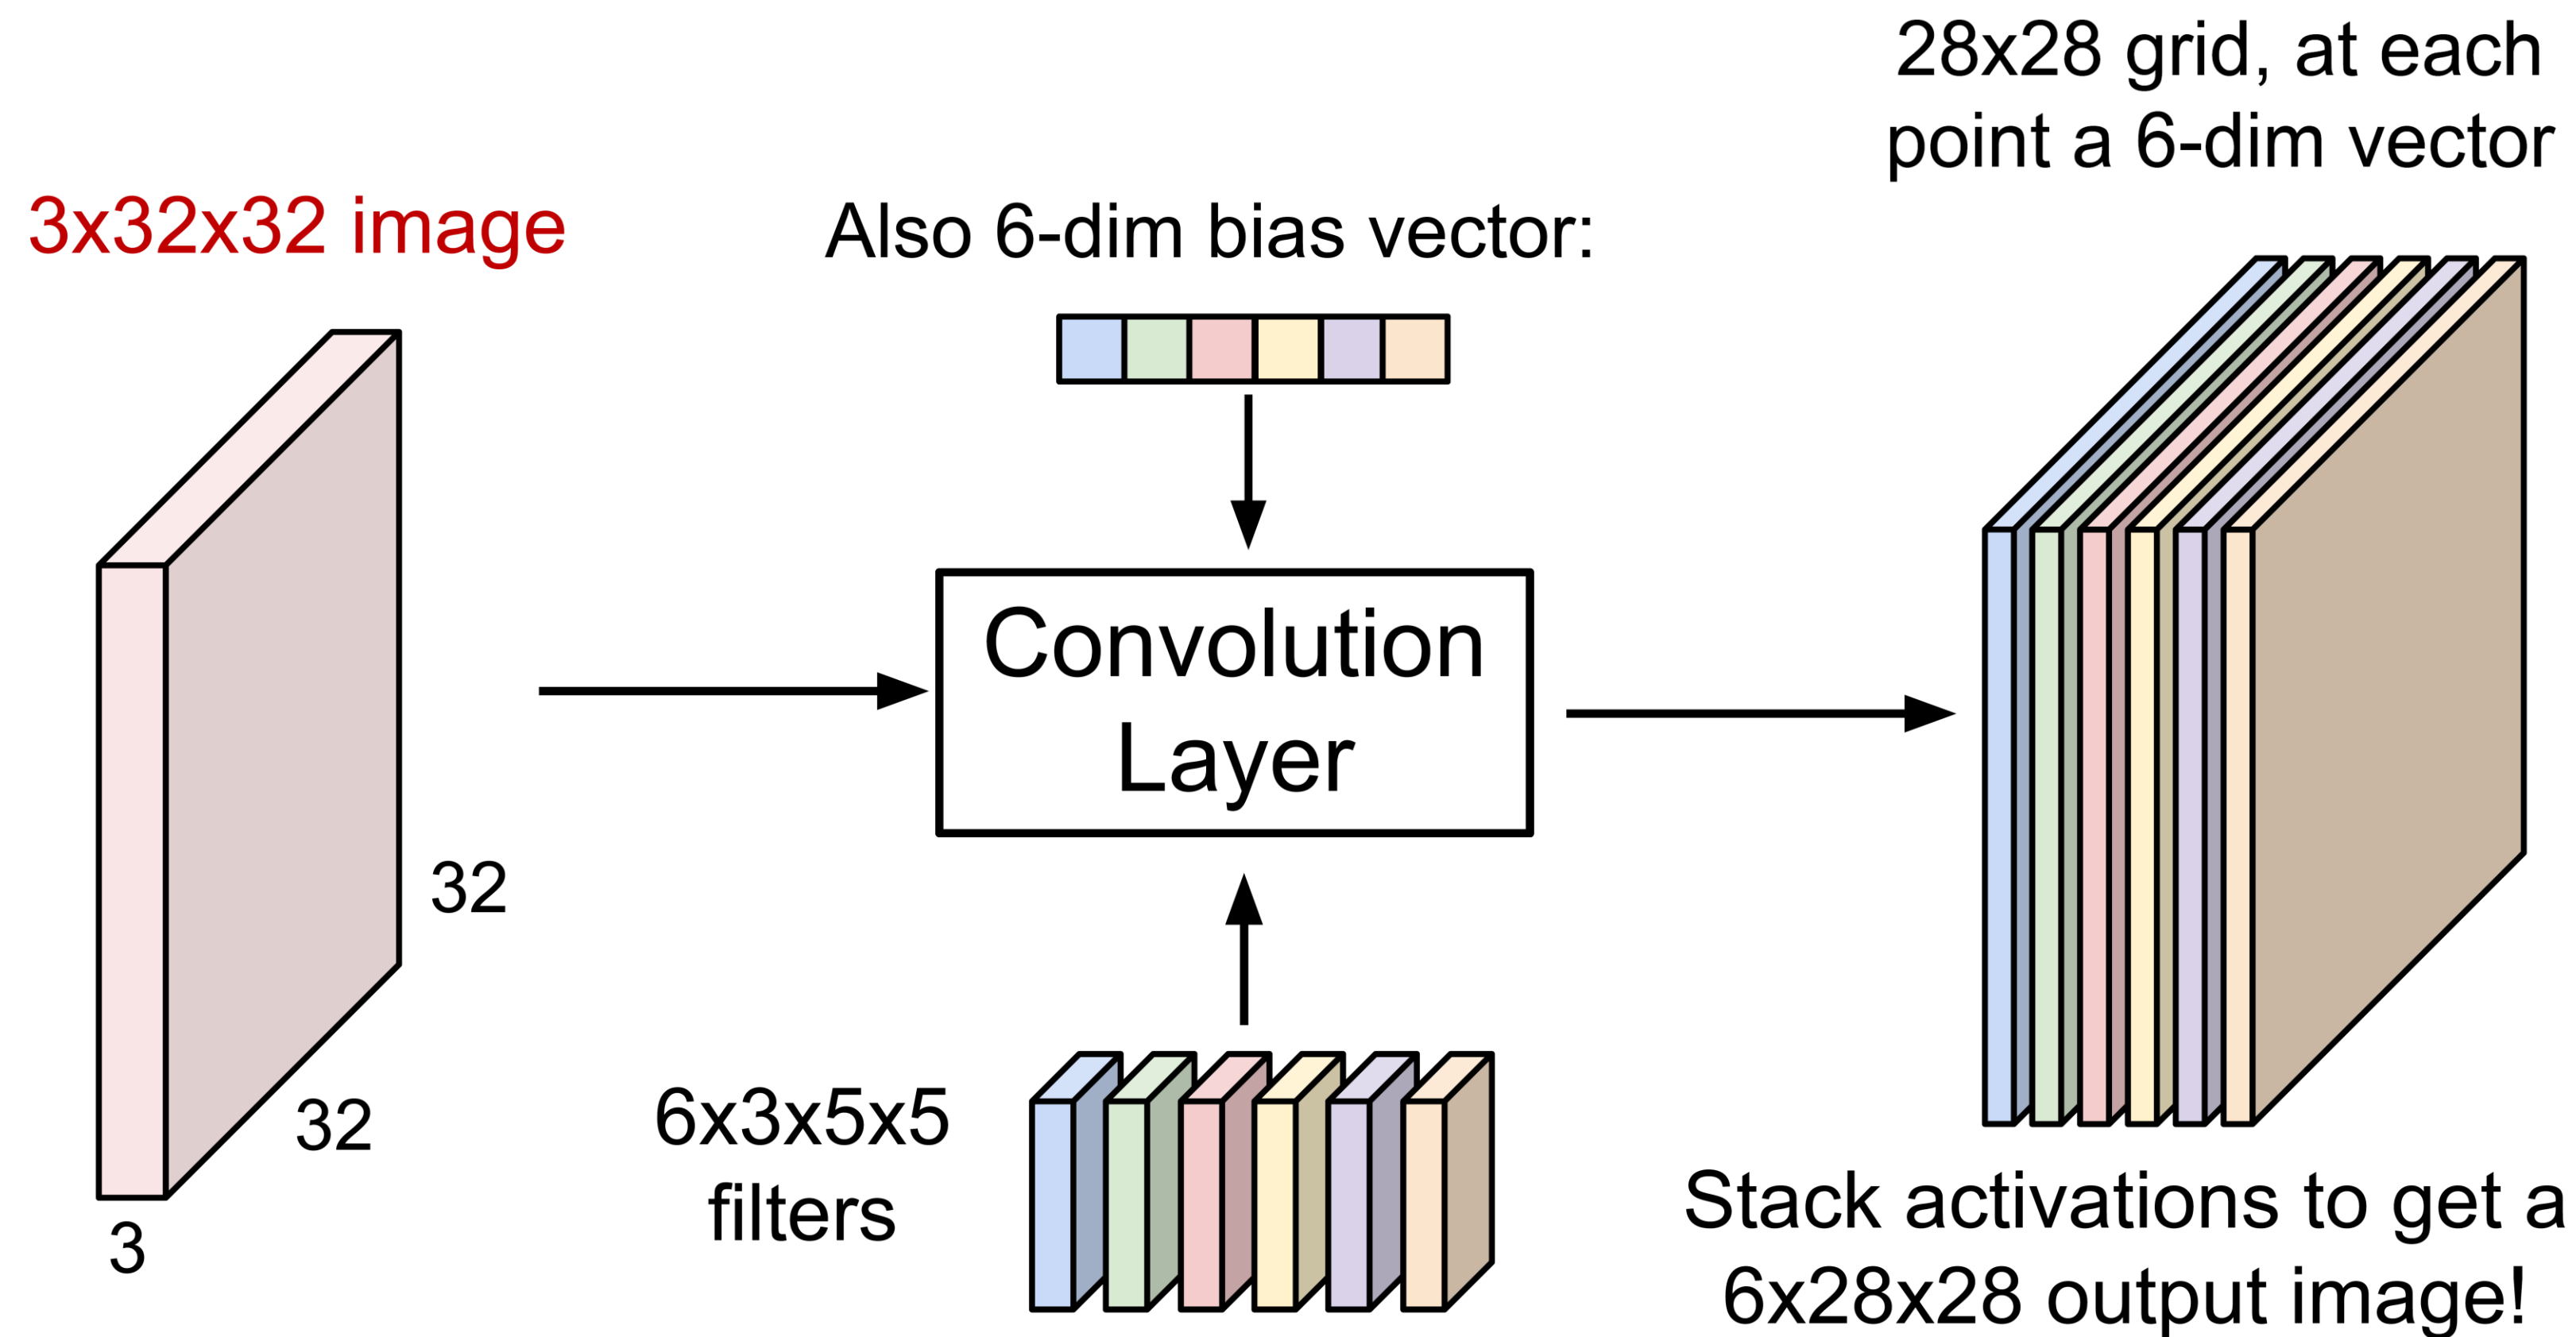 3x32x32 image
32
32
3
Also 6-dim bias vector:
Convolution
Layer
6x3x5x5
filters
28x28 grid, at each
point a 6-dim vector
Stack activations to get a
6x28x28 output image!